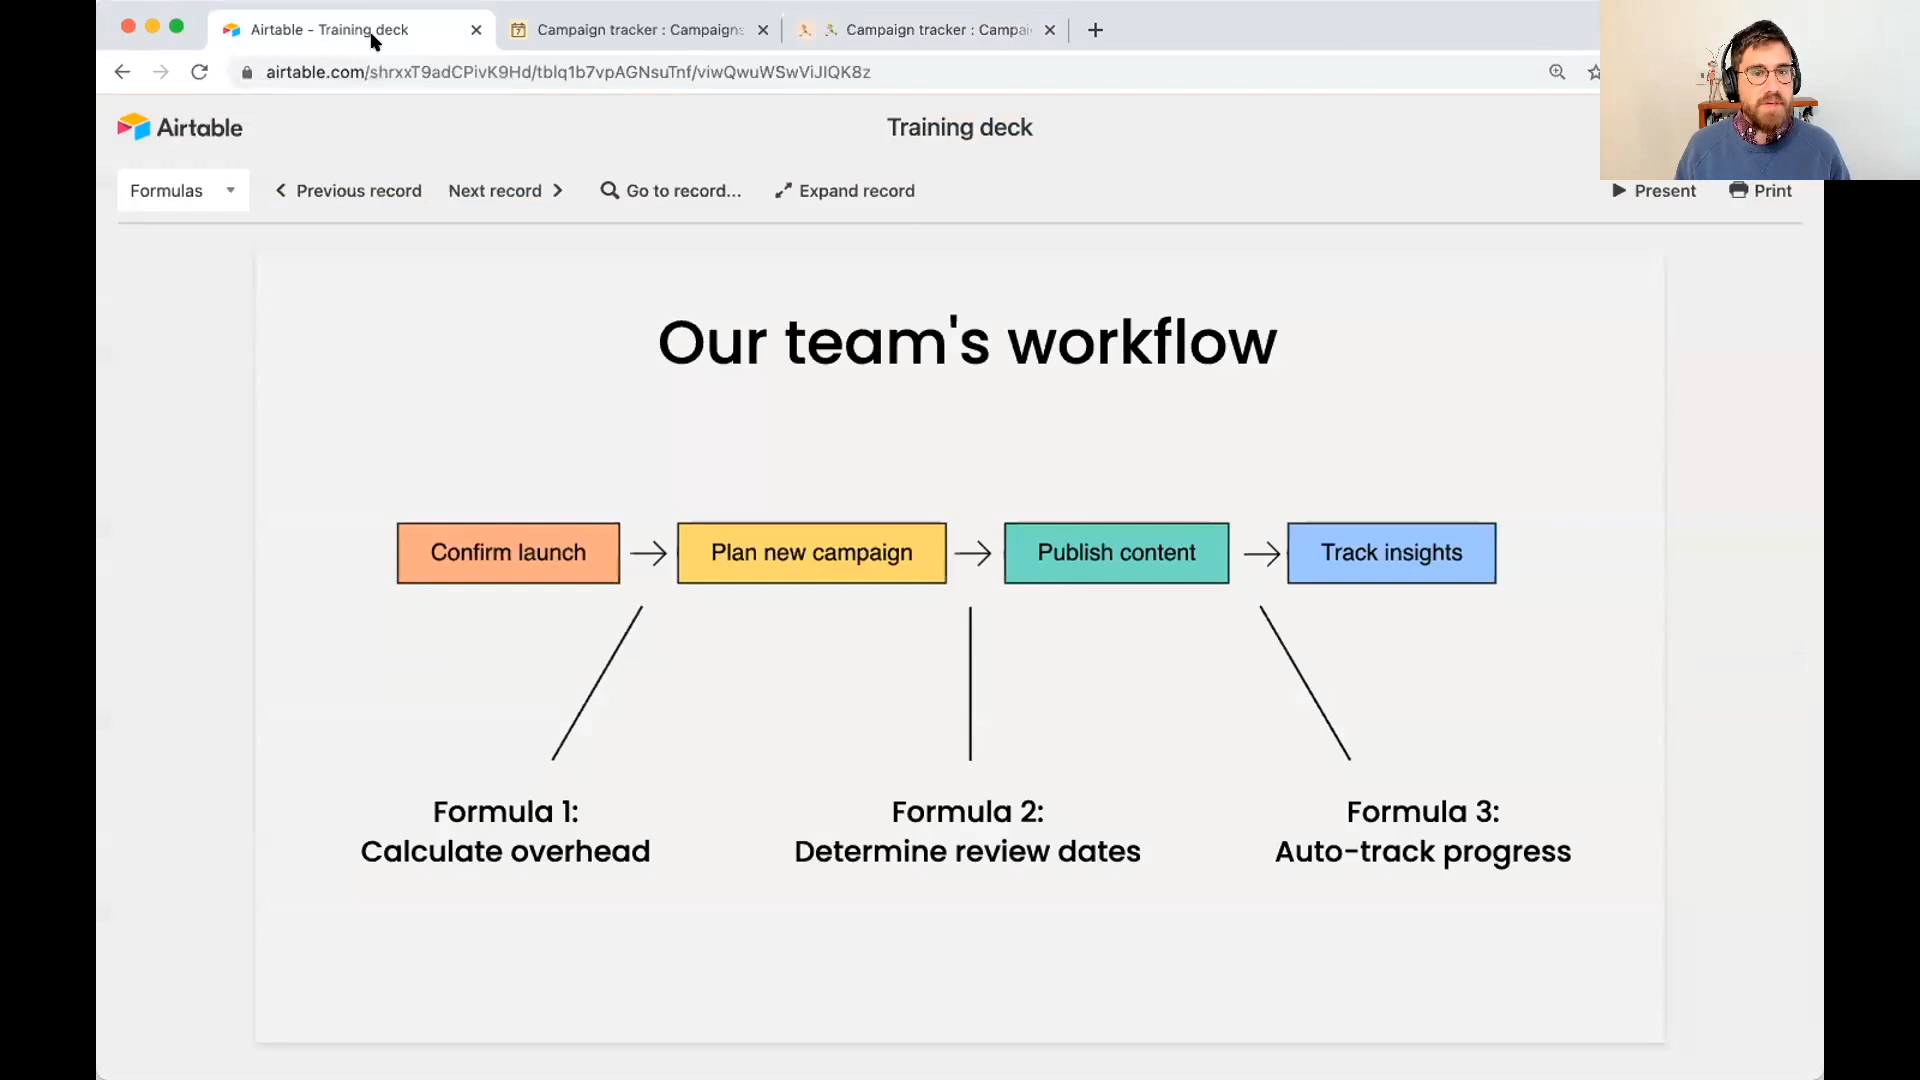 Airtable - Training deck
Campaign tracker : Campaigns
Campaign tracker : Campai
airtable.com/shrxxT9adCPivK9Hd/tblq1b7vpAGNsuTnf/viwQwuWSwViJIQK8z
Airtable
Training deck
Formulas
Previous record
Next record
Go to record...
Expand record
Present
Print
Our team's workflow
Confirm launch
Plan new campaign
Publish content
Track insights
Formula 1:
Calculate overhead
Formula 2:
Determine review dates
Formula 3:
Auto-track progress